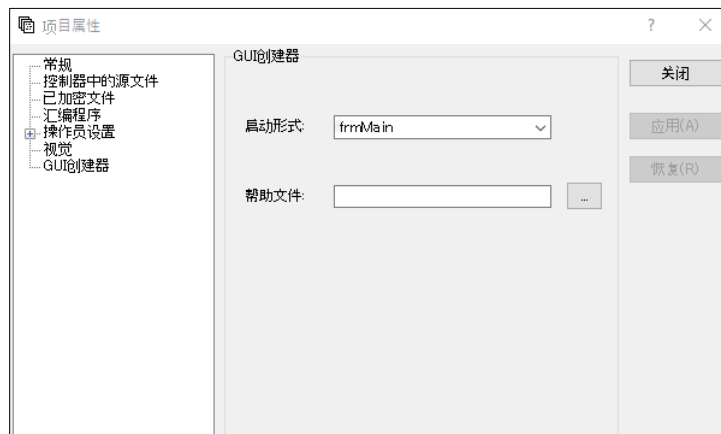 项目属性
常规
控制器中的源文件
已加密文件
汇编程序
操作员设置
视觉
GUI创建器
GUI创建器
启动形式:
frmMain
帮助文件:
...
关闭
应用(A)
恢复(R)